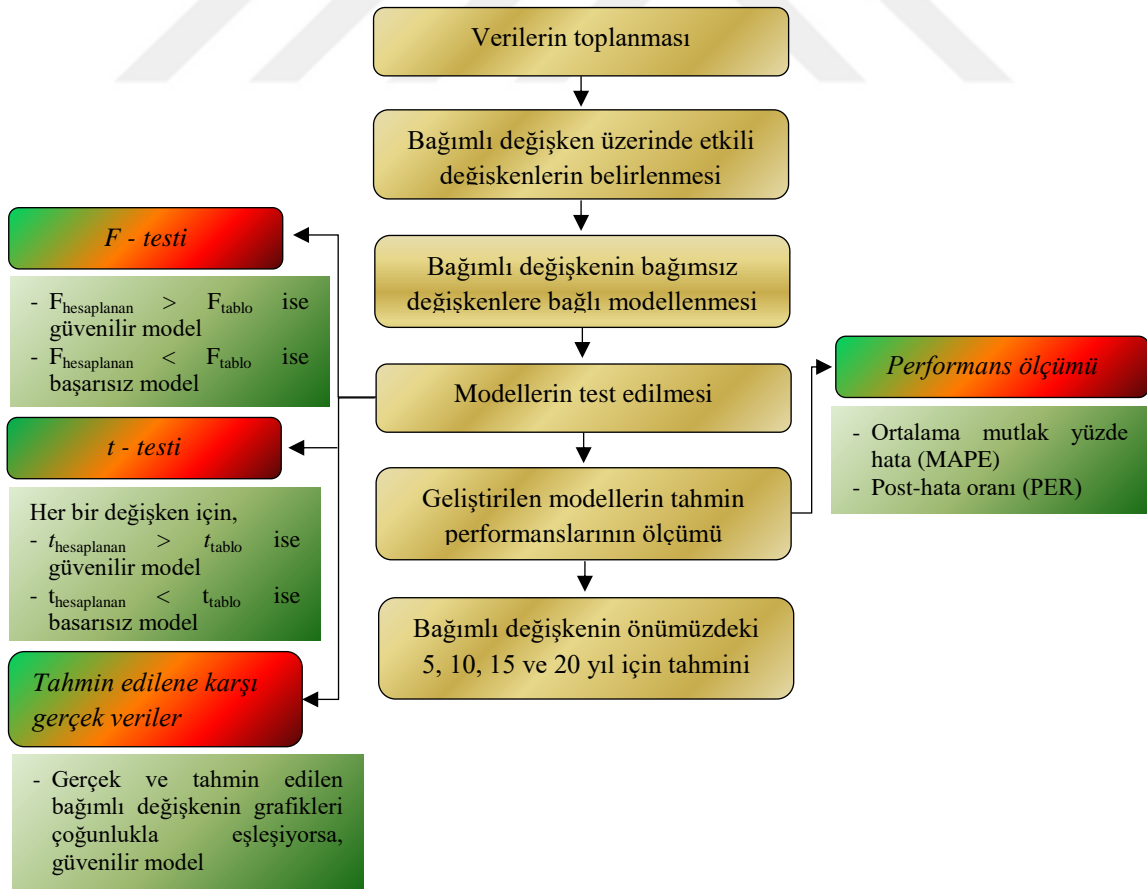 Verilerin toplanması
Bağımlı değişken üzerinde etkili
değişkenlerin belirlenmesi
Bağımlı değişkenin bağımsız
değişkenlere bağlı modellenmesi
Modellerin test edilmesi
Geliştirilen modellerin tahmin
performanslarının ölçümü
Bağımlı değişkenin önümüzdeki
5, 10, 15 ve 20 yıl için tahmini
F - testi
- Fhesaplanan > Ftablo ise
güvenilir model
- Fhesaplanan < Ftablo ise
başarısız model
t - testi
Her bir değişken için,
- thesaplanan > ttablo ise
güvenilir model
- thesaplanan < ttablo ise
basarısız model
Tahmin edilene karşı
gerçek veriler
- Gerçek ve tahmin edilen
bağımlı değişkenin grafikleri
çoğunlukla eşleşiyorsa,
güvenilir model
Performans ölçümü
- Ortalama mutlak yüzde
hata (MAPE)
- Post-hata oranı (PER)